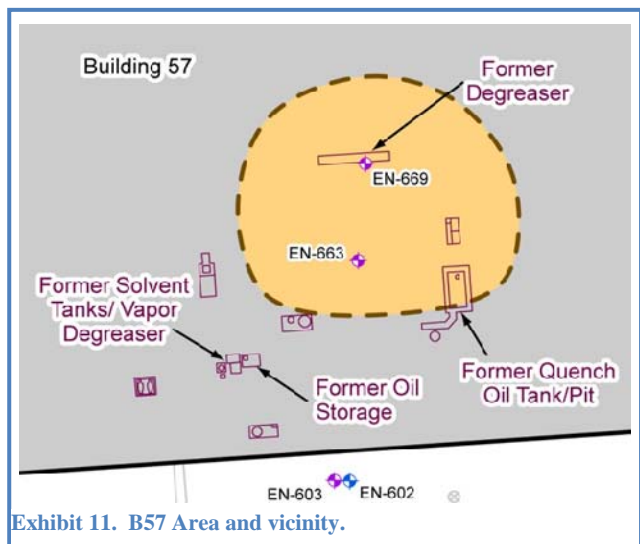 Building 57
Former
Degreaser
EN-669
EN-663
Former Solvent
Tanks/ Vapor
Degreaser
Former Oil
Storage
Former Quench
Oil Tank/Pit
EN-603
EN-602
Exhibit 11. B57 Area and vicinity.